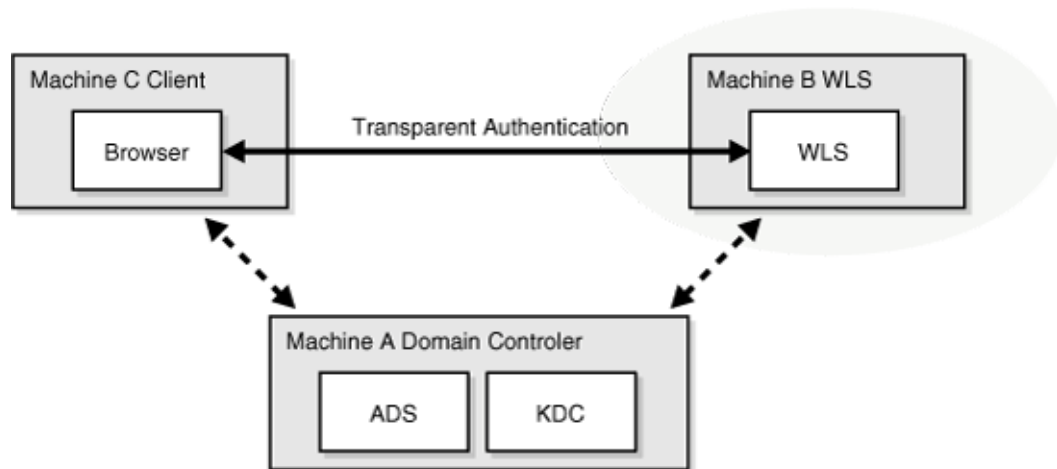 Machine C Client
Browser
Transparent Authentication
Machine B WLS
WLS
Machine A Domain Controler
ADS
KDC